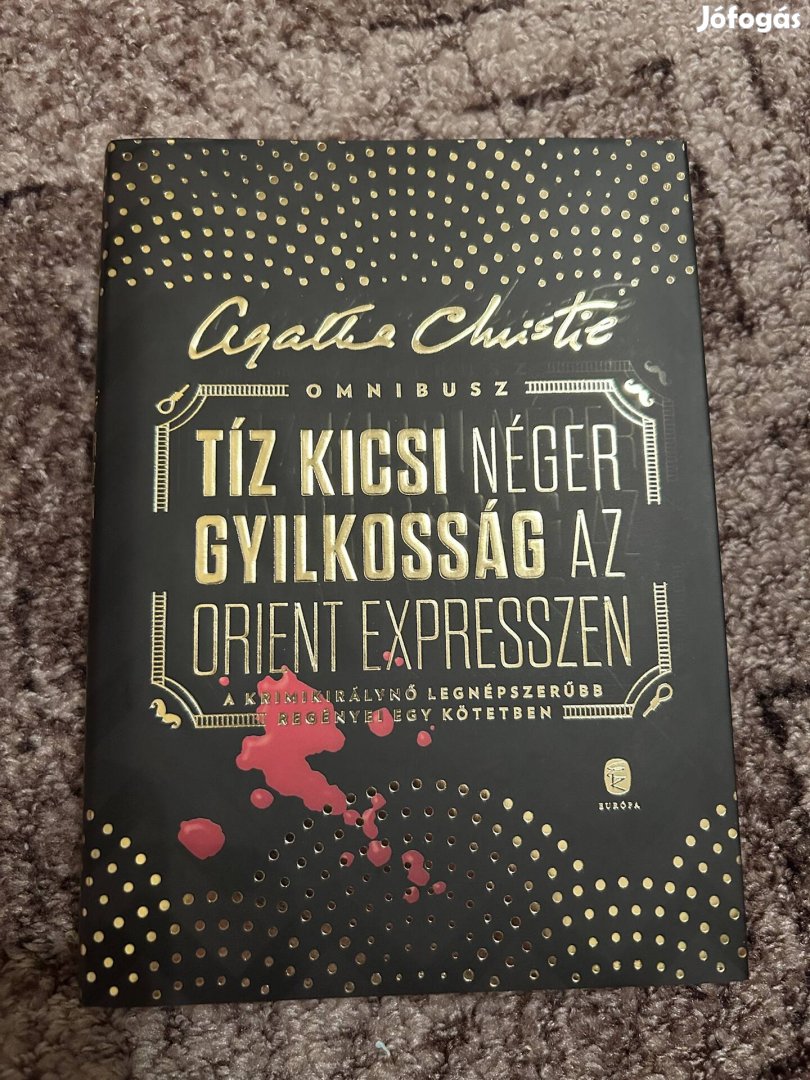 Jófogás
Agatha Christie
OMNIBUSZ
TÍZ KICSI NÉGER
GYILKOSSÁG AZ
ORIENT EXPRESSZEN
A KRIMIKIRÁLYNŐ LEGNÉPSZERŰBB
REGÉNYEI EGY KÖTETBEN
EURÓPA